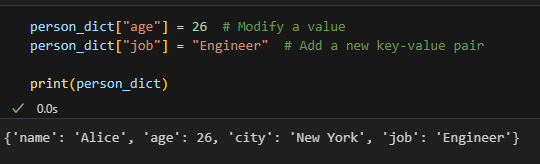 person_dict["age"] = 26  # Modify a value
person_dict["job"] = "Engineer"  # Add a new key-value pair
print(person_dict)
0.0s
{'name': 'Alice', 'age': 26, 'city': 'New York', 'job': 'Engineer'}